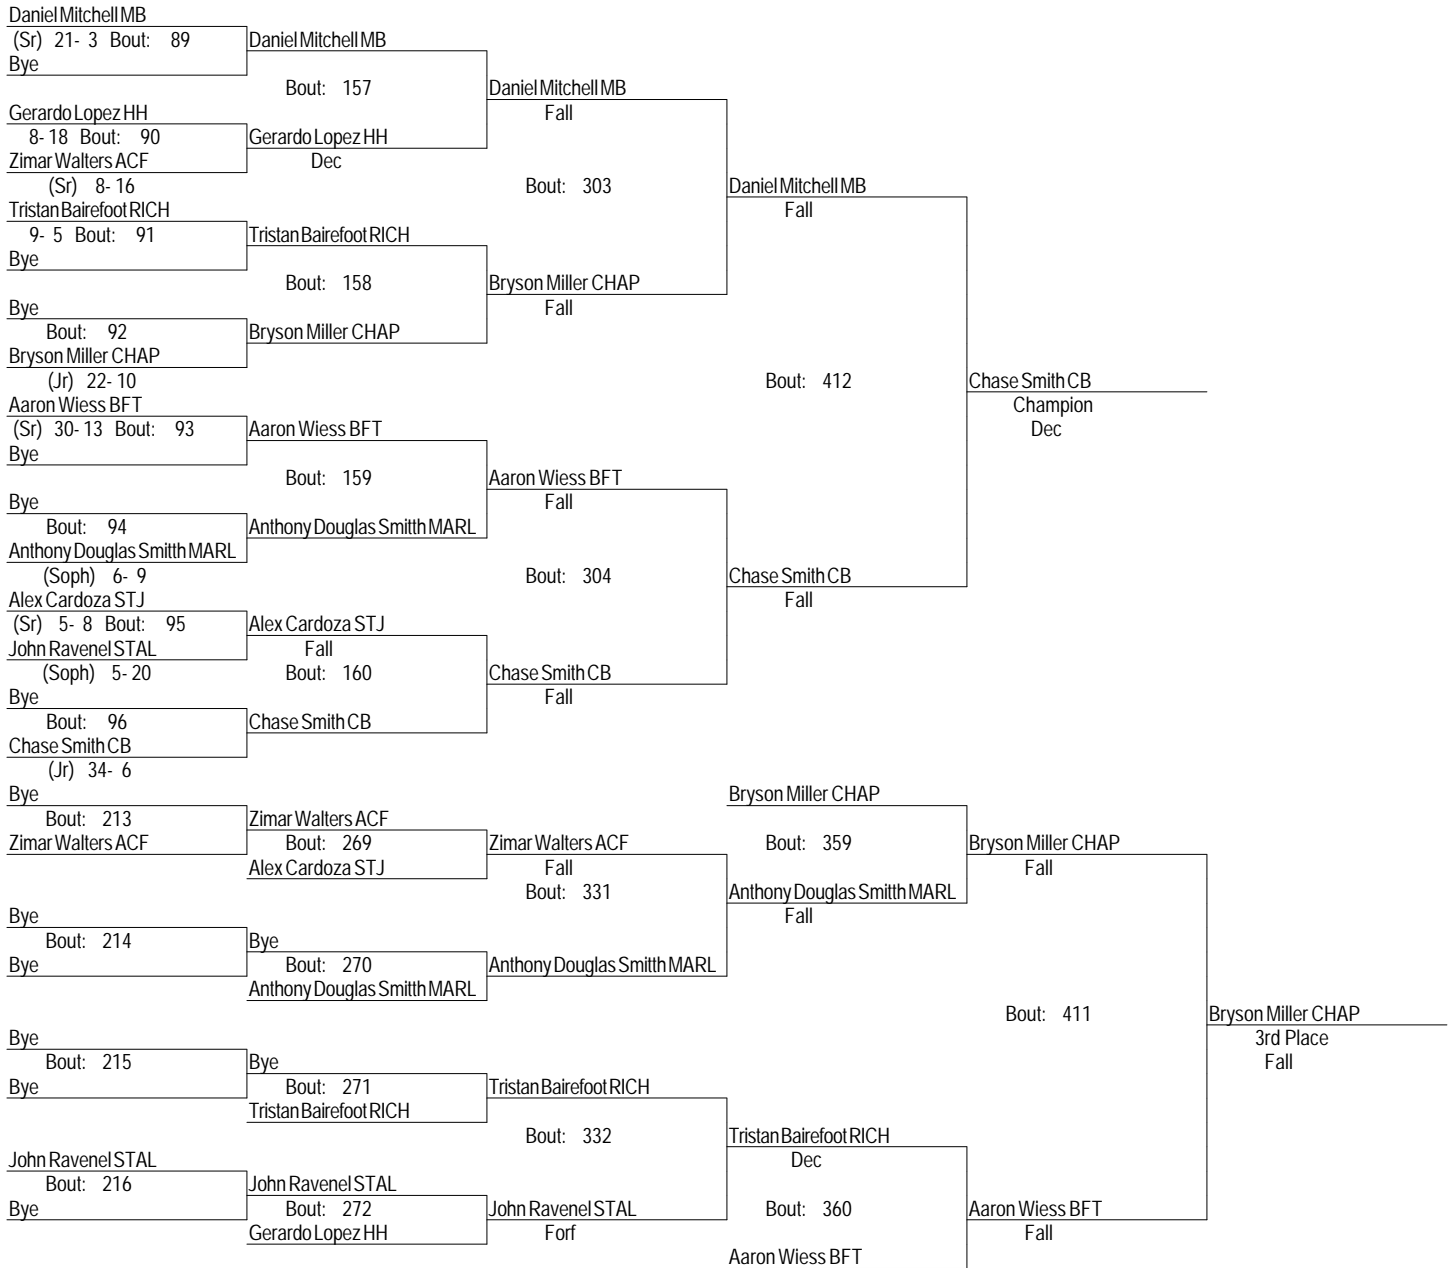 Daniel Mitchell MB
(Sr) 21- 3 Bout: 89 Daniel Mitchell MB
Bye
Bout: 157 Daniel Mitchell MB
Gerardo Lopez HH Fall
8- 18 Bout: 90 Gerardo Lopez HH
Zimar Walters ACF Dec
(Sr) 8- 16 Bout: 303 Daniel Mitchell MB
Tristan Bairefoot RICH Fall
9- 5 Bout: 91 Tristan Bairefoot RICH
Bye
Bout: 158 Bryson Miller CHAP
Bye Fall
Bout: 92 Bryson Miller CHAP
Bryson Miller CHAP
(Jr) 22- 10 Bout: 412 Chase Smith CB
Aaron Wiess BFT Champion
(Sr) 30- 13 Bout: 93 Aaron Wiess BFT Dec
Bye
Bout: 159 Aaron Wiess BFT
Bye Fall
Bout: 94 Anthony Douglas Smitth MARL
Anthony Douglas Smitth MARL
(Soph) 6- 9 Bout: 304 Chase Smith CB
Alex Cardoza STJ Fall
(Sr) 5- 8 Bout: 95 Alex Cardoza STJ
John Ravenel STAL Fall
(Soph) 5- 20 Bout: 160 Chase Smith CB
Bye Fall
Bout: 96 Chase Smith CB
Chase Smith CB
(Jr) 34- 6
Bye Bryson Miller CHAP
Bout: 213 Zimar Walters ACF
Zimar Walters ACF Bout: 269 Zimar Walters ACF Bout: 359 Bryson Miller CHAP
Alex Cardoza STJ Fall Fall
Bout: 331 Anthony Douglas Smitth MARL
Bye Fall
Bout: 214 Bye
Bye Bout: 270 Anthony Douglas Smitth MARL
Anthony Douglas Smitth MARL
Bout: 411 Bryson Miller CHAP
Bye 3rd Place
Bout: 215 Bye Fall
Bye Bout: 271 Tristan Bairefoot RICH
Tristan Bairefoot RICH
Bout: 332 Tristan Bairefoot RICH
John Ravenel STAL Dec
Bout: 216 John Ravenel STAL
Bye Bout: 272 John Ravenel STAL Bout: 360 Aaron Wiess BFT
Gerardo Lopez HH Forf Fall
Aaron Wiess BFT